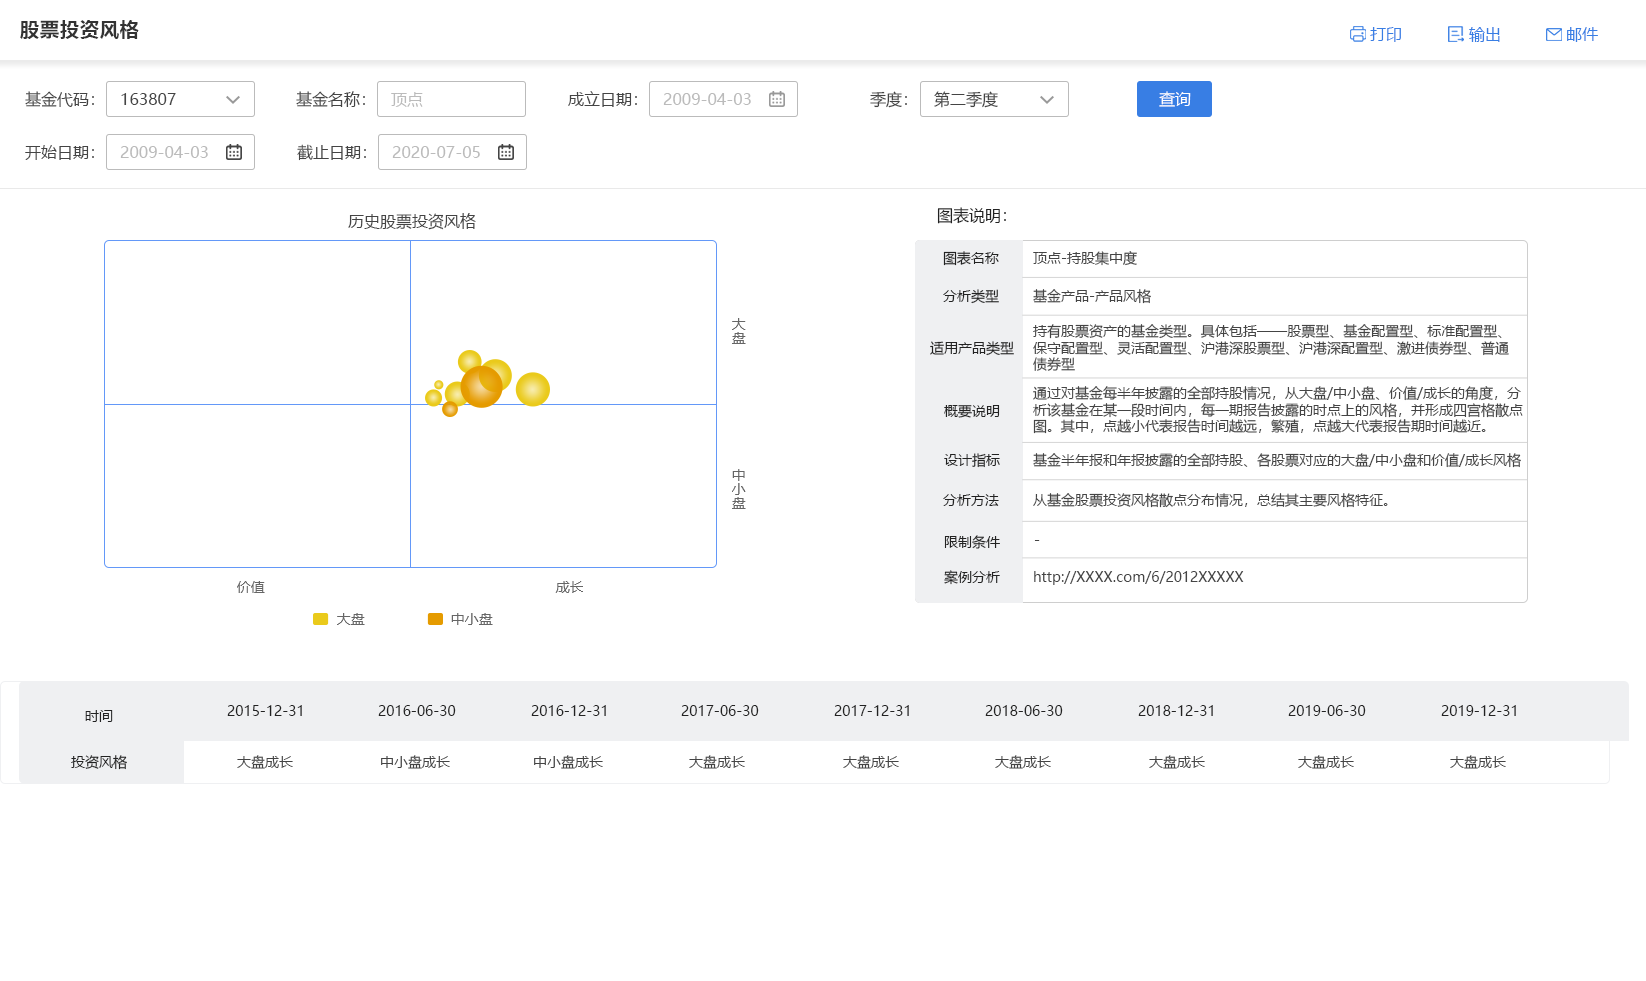 股票投资风格
打印 输出 邮件
基金代码： 163807 基金名称： 顶点 成立日期： 2009-04-03 季度： 第二季度 查询
开始日期： 2009-04-03 截止日期： 2020-07-05
历史股票投资风格
大盘
中小盘
价值 成长
大盘 中小盘
图表说明：
图表名称 顶点-持股集中度
分析类型 基金产品-产品风格
适用产品类型 持有股票资产的基金类型。具体包括——股票型、基金配置型、标准配置型、
保守配置型、灵活配置型、沪港深股票型、沪港深配置型、激进债券型、普通
债券型
概要说明 通过对基金每半年披露的全部持股情况，从大盘/中小盘、价值/成长的角度，分
析该基金在某一段时间内，每一期报告披露的时点上的风格，并形成四宫格散点
图。其中，点越小代表报告时间越远，繁殖，点越大代表报告期时间越近。
设计指标 基金半年报和年报披露的全部持股、各股票对应的大盘/中小盘和价值/成长风格
分析方法 从基金股票投资风格散点分布情况，总结其主要风格特征。
限制条件 -
案例分析 http://XXXX.com/6/2012XXXXX
时间 2015-12-31 2016-06-30 2016-12-31 2017-06-30 2017-12-31 2018-06-30 2018-12-31 2019-06-30 2019-12-31
投资风格 大盘成长 中小盘成长 中小盘成长 大盘成长 大盘成长 大盘成长 大盘成长 大盘成长 大盘成长